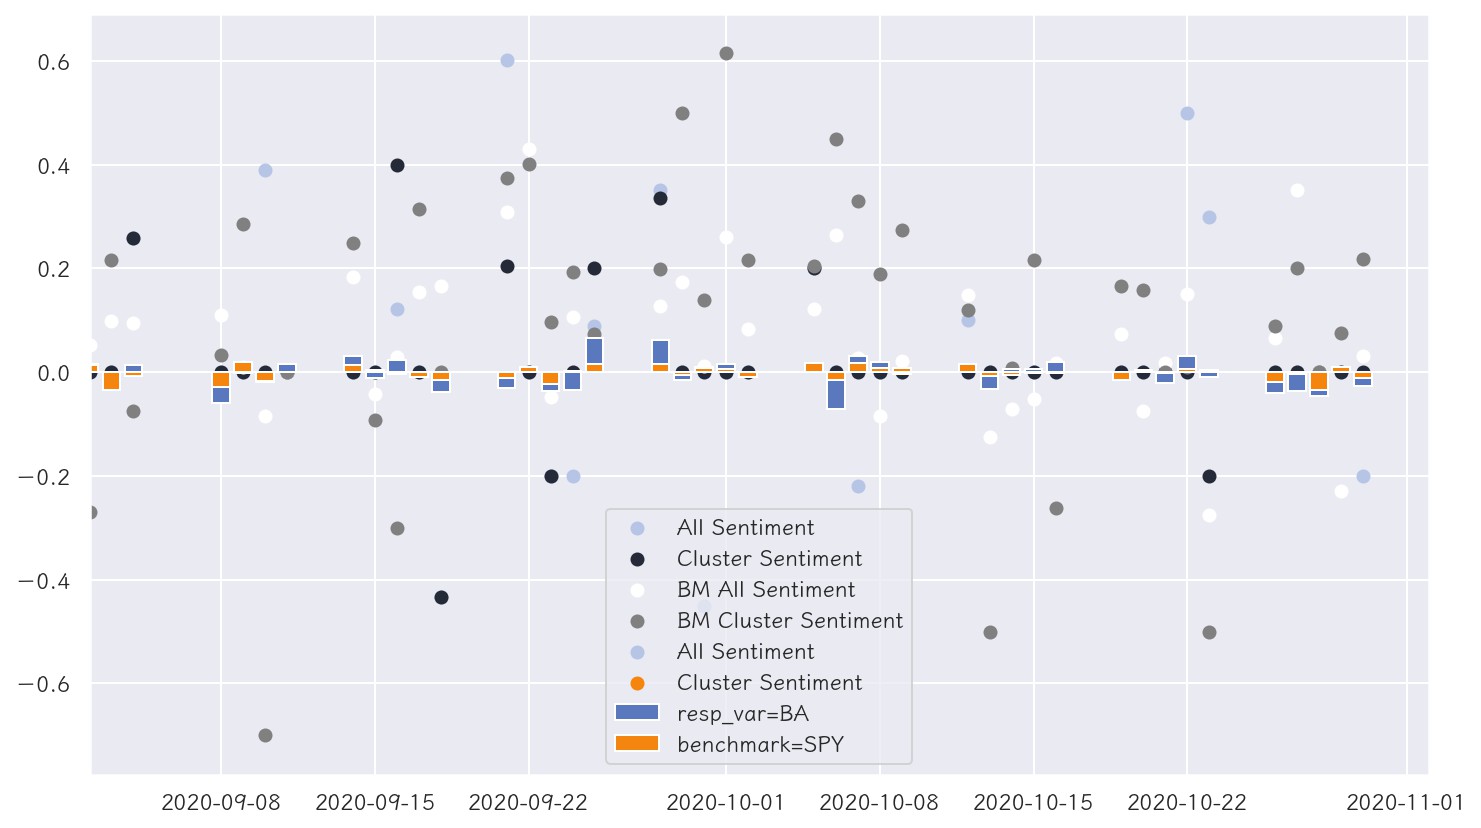 0.6
0.4
0.2
0.0
−0.2
−0.4
−0.6
All Sentiment
Cluster Sentiment
BM All Sentiment
BM Cluster Sentiment
All Sentiment
Cluster Sentiment
resp_var=BA
benchmark=SPY
2020-09-08 2020-09-15 2020-09-22 2020-10-01 2020-10-08 2020-10-15 2020-10-22 2020-11-01